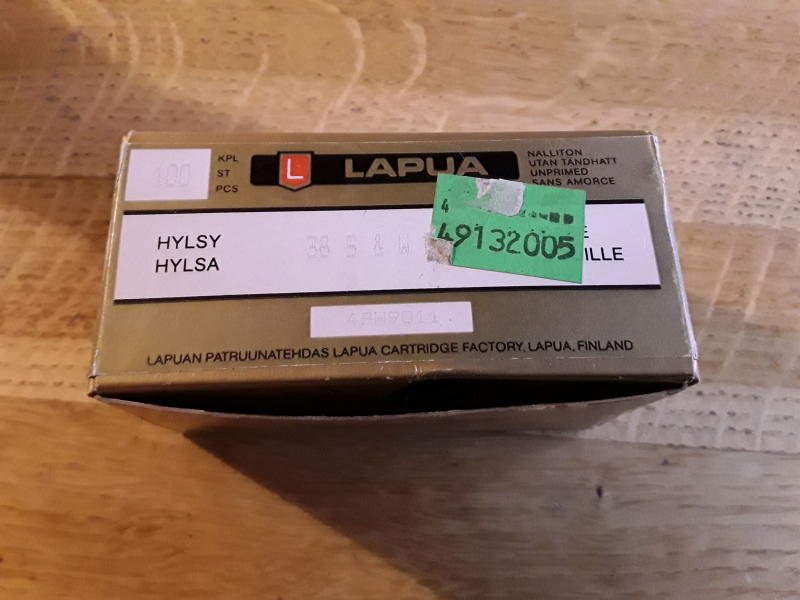 100
KPL
ST
PCS
L LAPUA
NALLITON
UTAN TÄNDHATT
UNPRIMED
SANS AMORCE
HYLSY
HYLSA
38 S & W
4
49132005
E
ILLE
4PH9011
LAPUAN PATRUUNATEHDAS LAPUA CARTRIDGE FACTORY, LAPUA, FINLAND